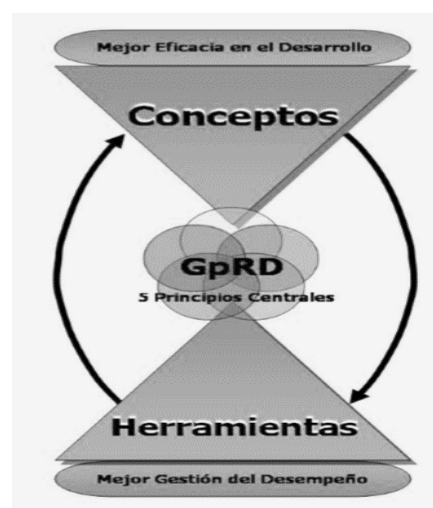 Mejor Eficacia en el Desarrollo
Conceptos
GpRD
5 Principios Centrales
Herramientas
Mejor Gestión del Desempeño